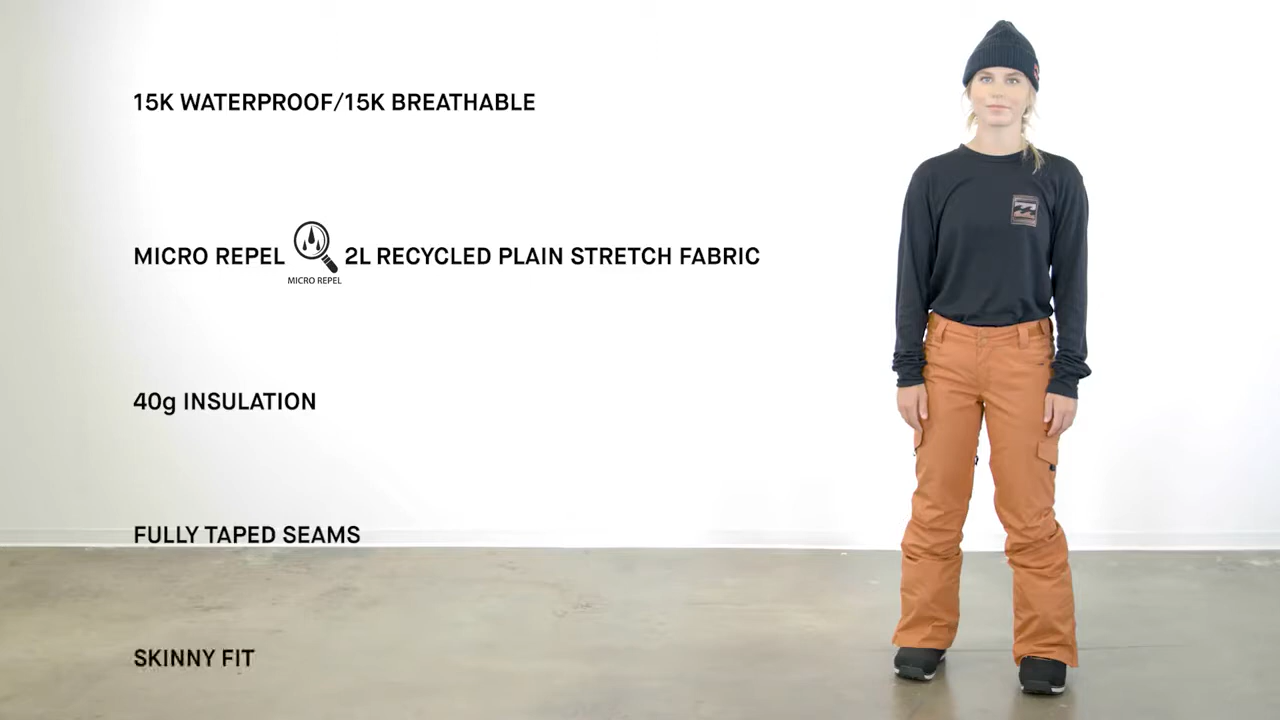 15K WATERPROOF/15K BREATHABLE
MICRO REPEL 2L RECYCLED PLAIN STRETCH FABRIC
MICRO REPEL
40g INSULATION
FULLY TAPED SEAMS
SKINNY FIT